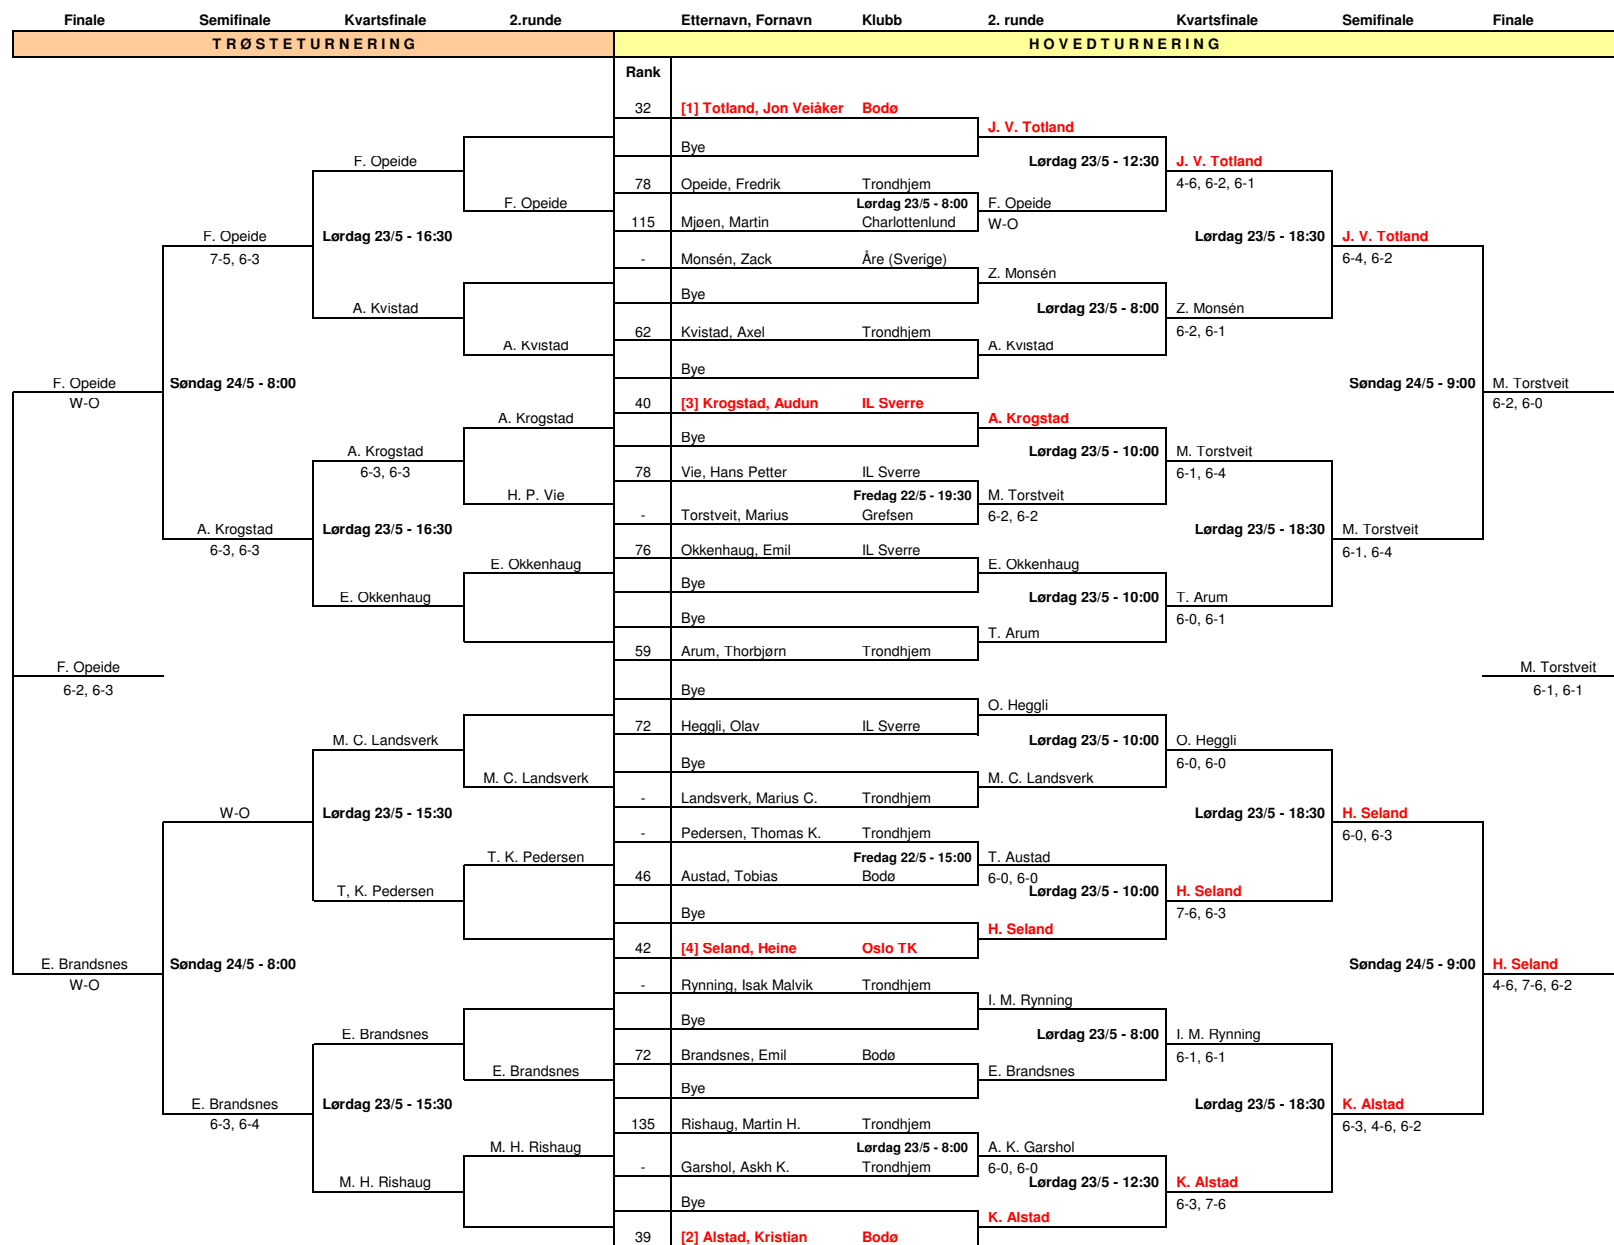 Finale Semifinale Kvartsfinale 2.runde Etternavn, Fornavn Klubb 2. runde Kvartsfinale Semifinale Finale
TRØSTETURNERING HOVEDTURNERING
Rank
32 [1] Totland, Jon Veiåker Bodø
J. V. Totland
Bye
F. Opeide Lørdag 23/5 - 12:30 J. V. Totland
78 Opeide, Fredrik Trondhjem 4-6, 6-2, 6-1
F. Opeide Lørdag 23/5 - 8:00 F. Opeide
115 Mjøen, Martin Charlottenlund W-O
F. Opeide Lørdag 23/5 - 16:30 Lørdag 23/5 - 18:30 J. V. Totland
7-5, 6-3 - Monsén, Zack Åre (Sverige) 6-4, 6-2
Z. Monsén
Bye
A. Kvistad Lørdag 23/5 - 8:00 Z. Monsén
62 Kvistad, Axel Trondhjem 6-2, 6-1
A. Kvistad A. Kvistad
Bye
F. Opeide Søndag 24/5 - 8:00 Søndag 24/5 - 9:00 M. Torstveit
W-O 40 [3] Krogstad, Audun IL Sverre 6-2, 6-0
A. Krogstad A. Krogstad
Bye
A. Krogstad Lørdag 23/5 - 10:00 M. Torstveit
6-3, 6-3 78 Vie, Hans Petter IL Sverre 6-1, 6-4
H. P. Vie Fredag 22/5 - 19:30 M. Torstveit
- Torstveit, Marius Grefsen 6-2, 6-2
A. Krogstad Lørdag 23/5 - 16:30 Lørdag 23/5 - 18:30 M. Torstveit
6-3, 6-3 76 Okkenhaug, Emil IL Sverre 6-1, 6-4
E. Okkenhaug E. Okkenhaug
Bye
E. Okkenhaug Lørdag 23/5 - 10:00 T. Arum
Bye 6-0, 6-1
T. Arum
59 Arum, Thorbjørn Trondhjem
F. Opeide M. Torstveit
6-2, 6-3 Bye 6-1, 6-1
O. Heggli
72 Heggli, Olav IL Sverre
M. C. Landsverk Lørdag 23/5 - 10:00 O. Heggli
Bye 6-0, 6-0
M. C. Landsverk M. C. Landsverk
- Landsverk, Marius C. Trondhjem
W-O Lørdag 23/5 - 15:30 Lørdag 23/5 - 18:30 H. Seland
- Pedersen, Thomas K. Trondhjem 6-0, 6-3
T. K. Pedersen Fredag 22/5 - 15:00 T. Austad
46 Austad, Tobias Bodø 6-0, 6-0
T, K. Pedersen Lørdag 23/5 - 10:00 H. Seland
Bye 7-6, 6-3
H. Seland
42 [4] Seland, Heine Oslo TK
E. Brandsnes Søndag 24/5 - 8:00 Søndag 24/5 - 9:00 H. Seland
W-O - Rynning, Isak Malvik Trondhjem 4-6, 7-6, 6-2
I. M. Rynning
Bye
E. Brandsnes Lørdag 23/5 - 8:00 I. M. Rynning
72 Brandsnes, Emil Bodø 6-1, 6-1
E. Brandsnes E. Brandsnes
Bye
E. Brandsnes Lørdag 23/5 - 15:30 Lørdag 23/5 - 18:30 K. Alstad
6-3, 6-4 135 Rishaug, Martin H. Trondhjem 6-3, 4-6, 6-2
M. H. Rishaug Lørdag 23/5 - 8:00 A. K. Garshol
- Garshol, Askh K. Trondhjem 6-0, 6-0
M. H. Rishaug Lørdag 23/5 - 12:30 K. Alstad
Bye 6-3, 7-6
K. Alstad
39 [2] Alstad, Kristian Bodø